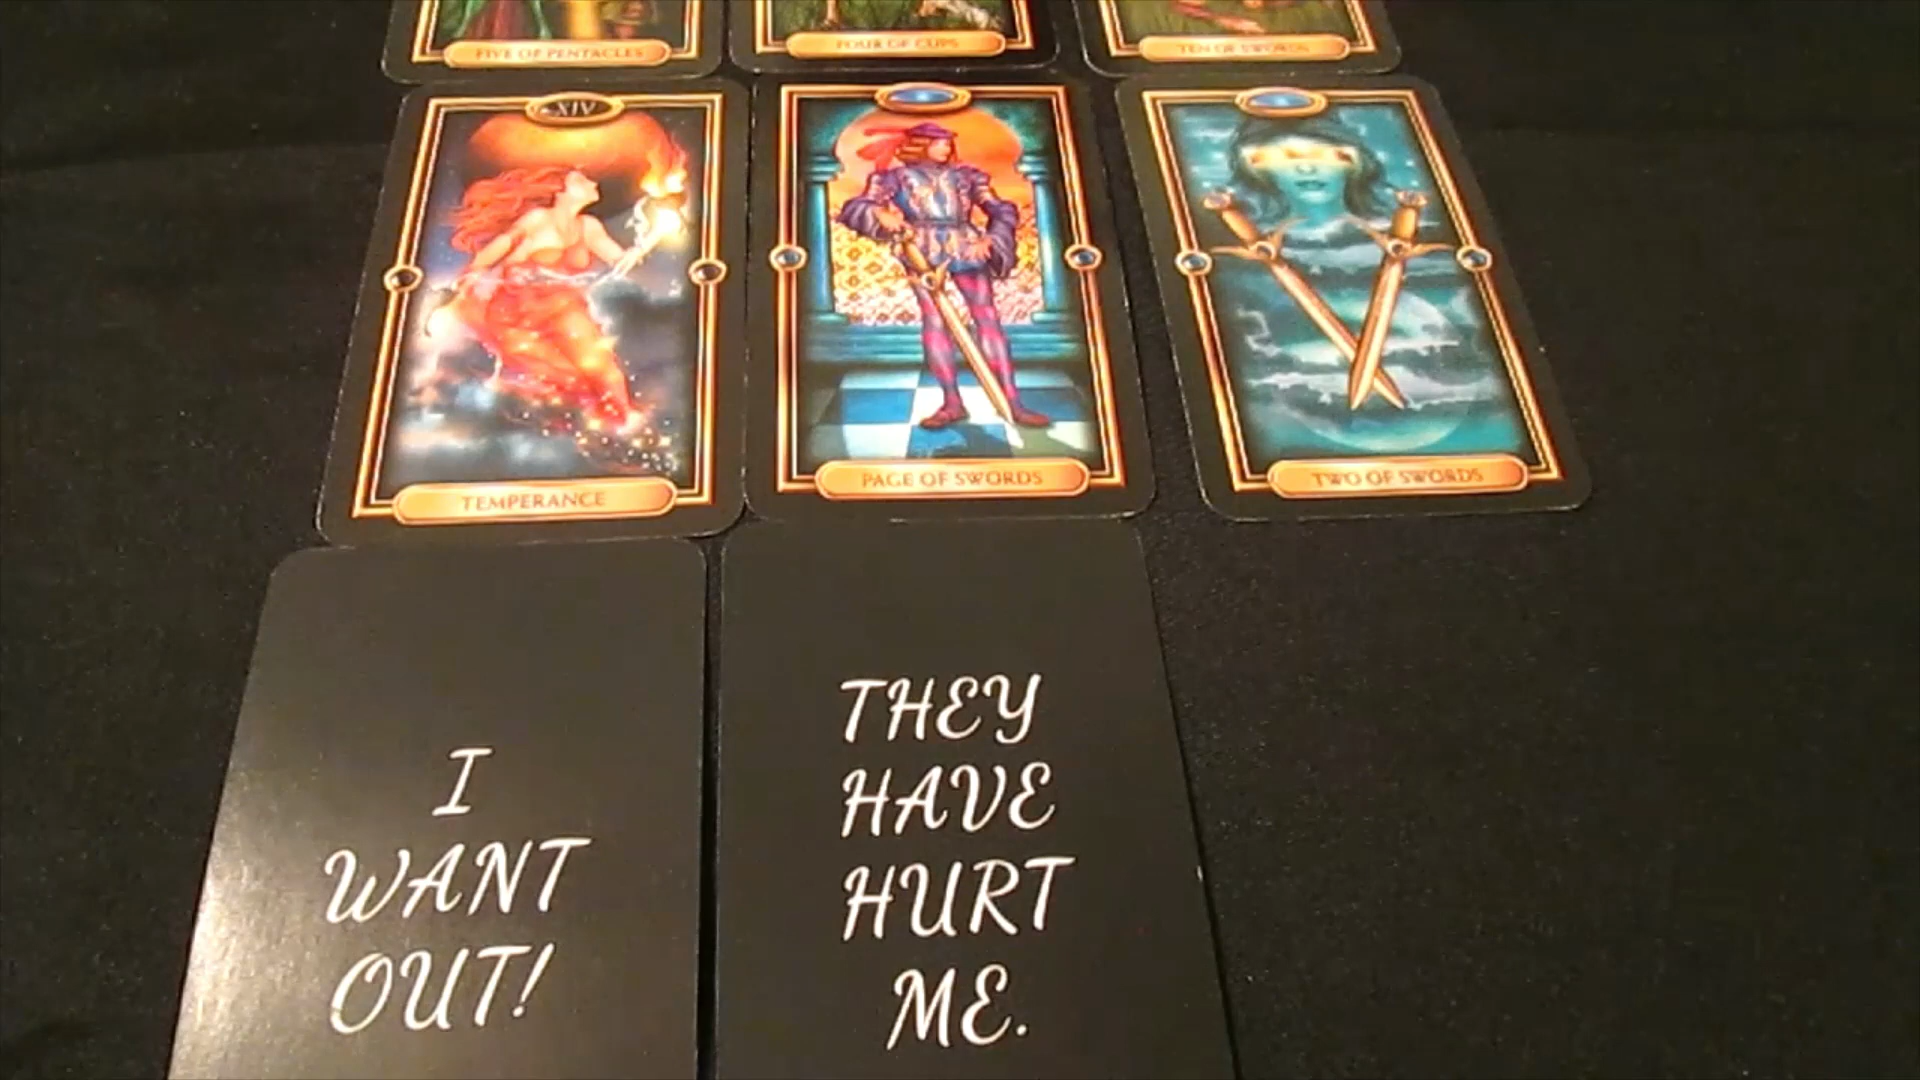 FIVE OF PENTACLES
FOUR OF CUPS
TEN OF SWORDS
XIV
TEMPERANCE
PAGE OF SWORDS
TWO OF SWORDS
I
WANT
OUT!
THEY
HAVE
HURT
ME.